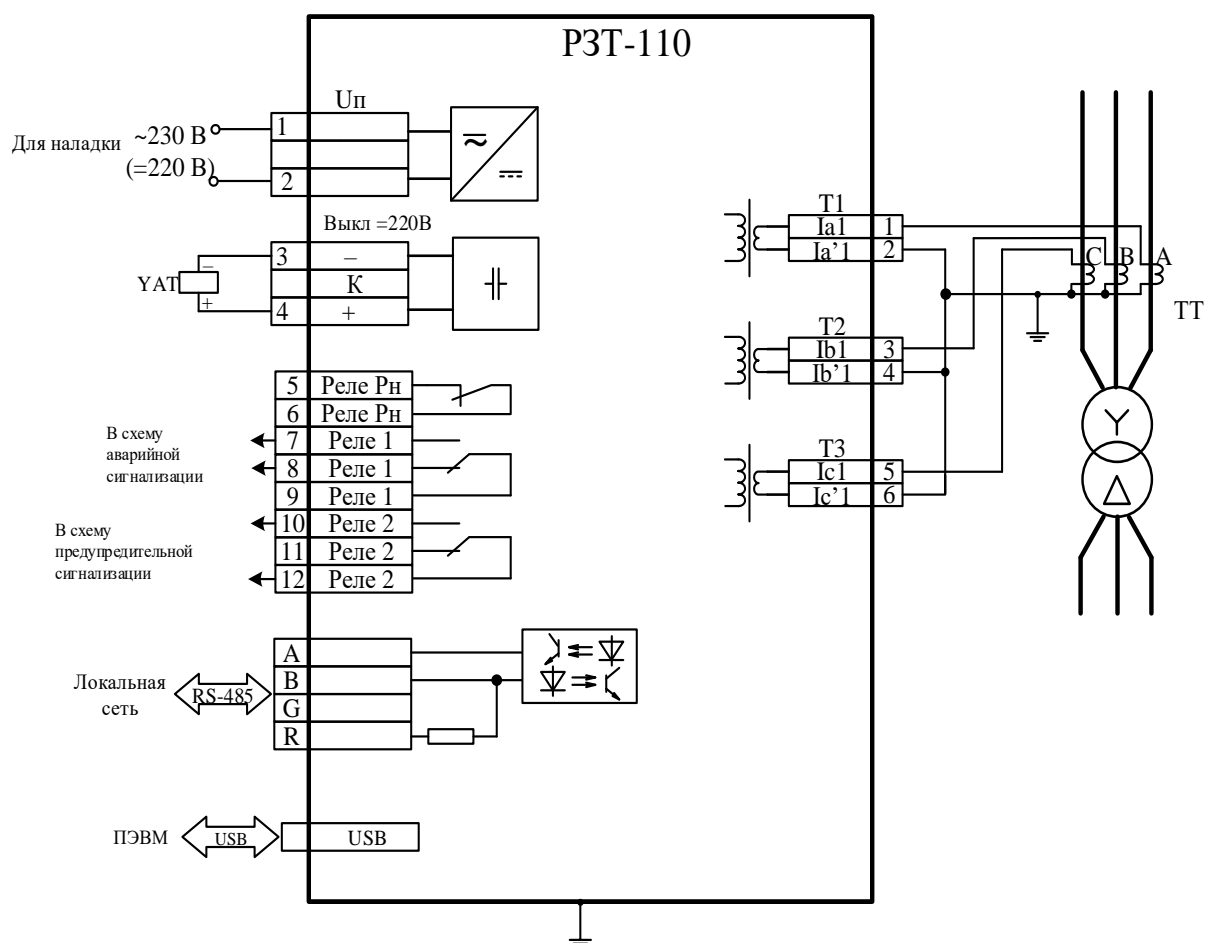 РЗТ-110
Uп
Для наладки
~230 В
(=220 В)
1
2
Выкл =220В
YAT
–
+
3 –
К
4 +
5 Реле Рн
6 Реле Рн
7 Реле 1
8 Реле 1
9 Реле 1
10 Реле 2
11 Реле 2
12 Реле 2
В схему
аварийной
сигнализации
В схему
предупредительной
сигнализации
A
B
G
R
Локальная
сеть
RS-485
ПЭВМ
USB
USB
T1
Ia1 1
Ia’1 2
T2
Ib1 3
Ib’1 4
T3
Ic1 5
Ic’1 6
C B A
ТТ